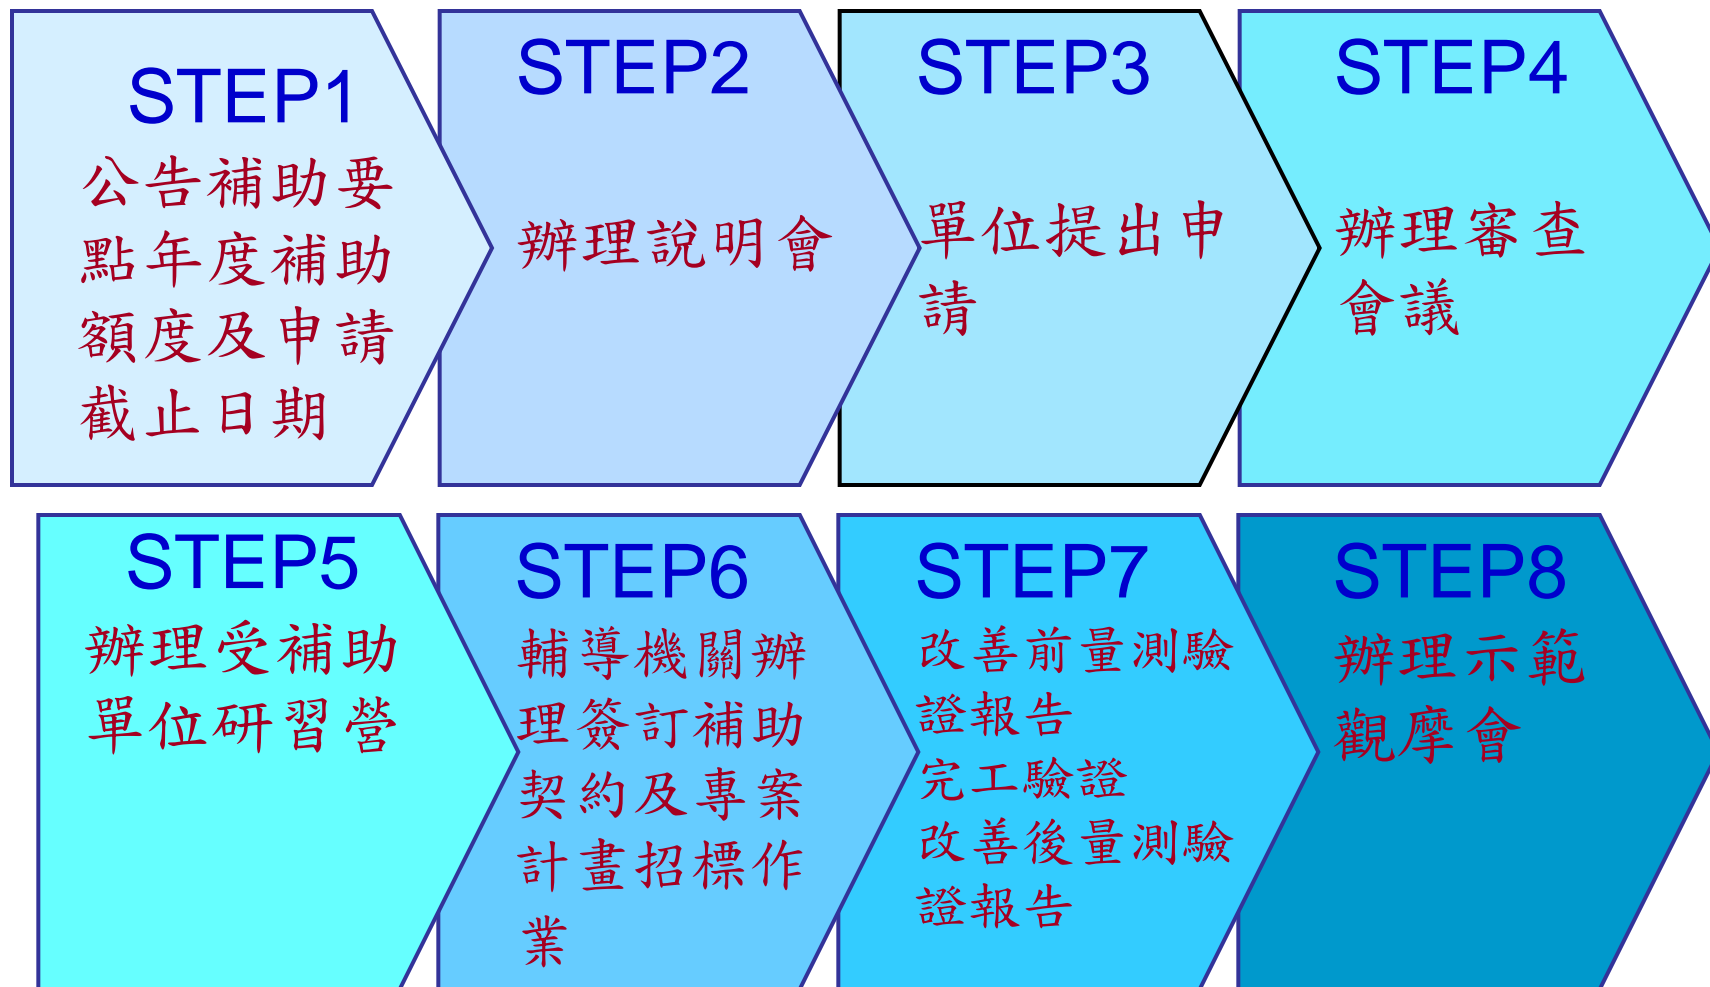 STEP1
公告補助要
點年度補助
額度及申請
截止日期
STEP2
辦理說明會
STEP3
單位提出申
請
STEP4
辦理審查
會議
STEP5
辦理受補助
單位研習營
STEP6
輔導機關辦
理簽訂補助
契約及專案
計畫招標作
業
STEP7
改善前量測驗
證報告
完工驗證
改善後量測驗
證報告
STEP8
辦理示範
觀摩會